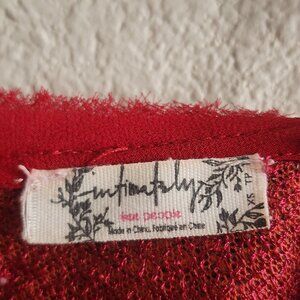 intimately
free people
Made in China, Fabriqué en Chine
XS TP